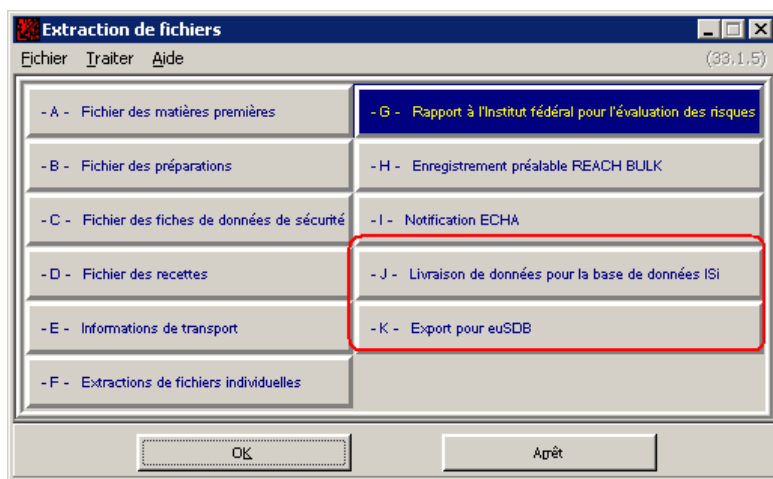 Extraction de fichiers
Fichier Traiter Aide (33.1.5)
- A - Fichier des matières premières
- B - Fichier des préparations
- C - Fichier des fiches de données de sécurité
- D - Fichier des recettes
- E - Informations de transport
- F - Extractions de fichiers individuelles
- G - Rapport à l'Institut fédéral pour l'évaluation des risques
- H - Enregistrement préalable REACH BULK
- I - Notification ECHA
- J - Livraison de données pour la base de données ISi
- K - Export pour euSDB
OK
Arrêt